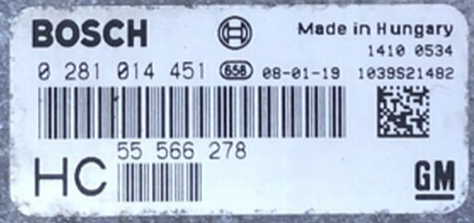 BOSCH Made in Hungary
1410 0534
0 281 014 451 658 08-01-19 1039S21482
55 566 278
HC GM